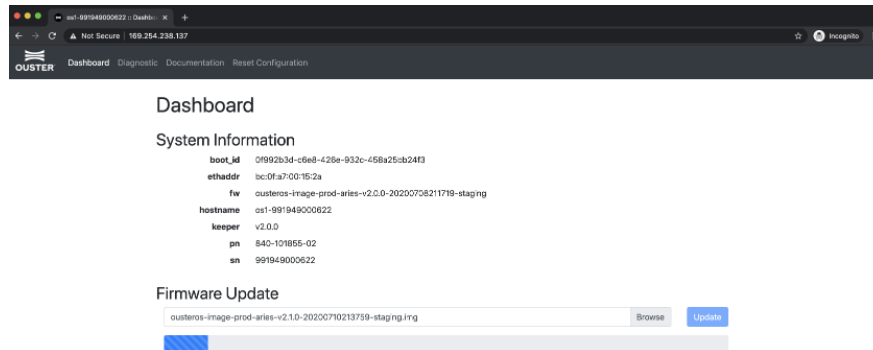 os1-991949000622 :: Dashbo
Not Secure | 169.254.238.137
Incognito
OUSTER
Dashboard Diagnostic Documentation Reset Configuration
Dashboard
System Information
boot_id 0f992b3d-c6e8-426e-932c-458a25cb24f3
ethaddr bc:0f:a7:00:15:2a
fw ousteros-image-prod-aries-v2.0.0-20200708211719-staging
hostname os1-991949000622
keeper v2.0.0
pn 840-101855-02
sn 991949000622
Firmware Update
ousteros-image-prod-aries-v2.1.0-20200710213759-staging.img Browse Update